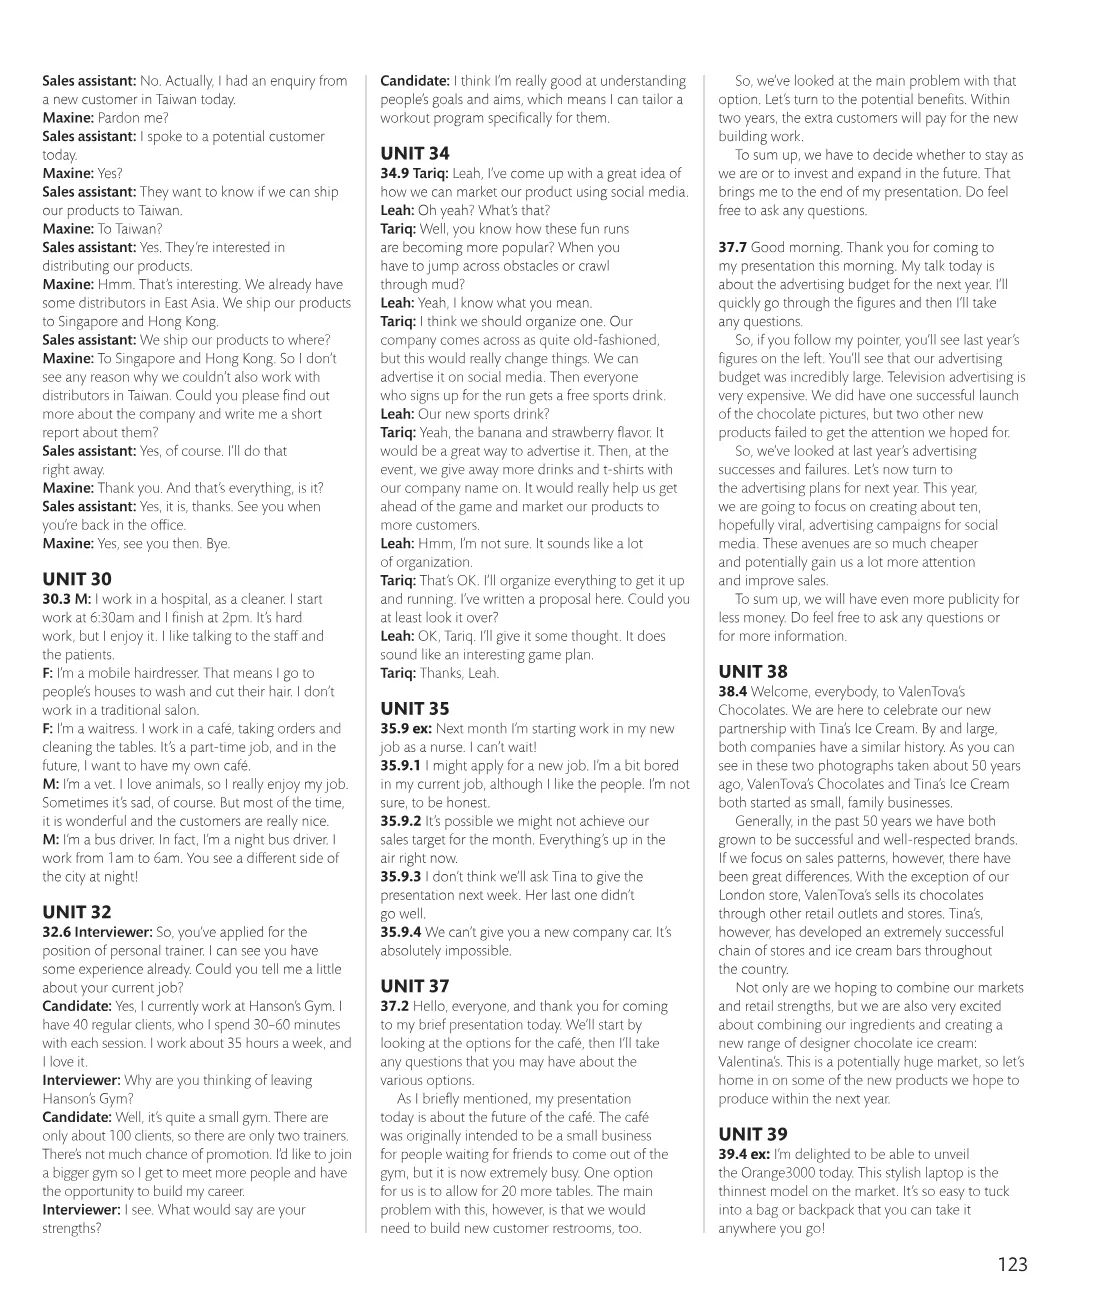 Sales assistant: No. Actually, I had an enquiry from
a new customer in Taiwan today.
Maxine: Pardon me?
Sales assistant: I spoke to a potential customer
today.
Maxine: Yes?
Sales assistant: They want to know if we can ship
our products to Taiwan.
Maxine: To Taiwan?
Sales assistant: Yes. They're interested in
distributing our products.
Maxine: Hmm. That's interesting. We already have
some distributors in East Asia. We ship our products
to Singapore and Hong Kong.
Sales assistant: We ship our products to where?
Maxine: To Singapore and Hong Kong. So I don't
see any reason why we couldn't also work with
distributors in Taiwan. Could you please find out
more about the company and write me a short
report about them?
Sales assistant: Yes, of course. I'll do that
right away.
Maxine: Thank you. And that's everything, is it?
Sales assistant: Yes, it is, thanks. See you when
you're back in the office.
Maxine: Yes, see you then. Bye.
UNIT 30
30.3 M: I work in a hospital, as a cleaner. I start
work at 6:30am and I finish at 2pm. It's hard
work, but I enjoy it. I like talking to the staff and
the patients.
F: I'm a mobile hairdresser. That means I go to
people's houses to wash and cut their hair. I don't
work in a traditional salon.
F: I'm a waitress. I work in a café, taking orders and
cleaning the tables. It's a part-time job, and in the
future, I want to have my own café.
M: I'm a vet. I love animals, so I really enjoy my job.
Sometimes it's sad, of course. But most of the time,
it is wonderful and the customers are really nice.
M: I'm a bus driver. In fact, I'm a night bus driver. I
work from 1am to 6am. You see a different side of
the city at night!
UNIT 32
32.6 Interviewer: So, you've applied for the
position of personal trainer. I can see you have
some experience already. Could you tell me a little
about your current job?
Candidate: Yes, I currently work at Hanson's Gym. I
have 40 regular clients, who I spend 30–60 minutes
with each session. I work about 35 hours a week, and
I love it.
Interviewer: Why are you thinking of leaving
Hanson's Gym?
Candidate: Well, it's quite a small gym. There are
only about 100 clients, so there are only two trainers.
There's not much chance of promotion. I'd like to join
a bigger gym so I get to meet more people and have
the opportunity to build my career.
Interviewer: I see. What would say are your
strengths?
Candidate: I think I'm really good at understanding
people's goals and aims, which means I can tailor a
workout program specifically for them.
UNIT 34
34.9 Tariq: Leah, I've come up with a great idea of
how we can market our product using social media.
Leah: Oh yeah? What's that?
Tariq: Well, you know how these fun runs
are becoming more popular? When you
have to jump across obstacles or crawl
through mud?
Leah: Yeah, I know what you mean.
Tariq: I think we should organize one. Our
company comes across as quite old-fashioned,
but this would really change things. We can
advertise it on social media. Then everyone
who signs up for the run gets a free sports drink.
Leah: Our new sports drink?
Tariq: Yeah, the banana and strawberry flavor. It
would be a great way to advertise it. Then, at the
event, we give away more drinks and t-shirts with
our company name on. It would really help us get
ahead of the game and market our products to
more customers.
Leah: Hmm, I'm not sure. It sounds like a lot
of organization.
Tariq: That's OK. I'll organize everything to get it up
and running. I've written a proposal here. Could you
at least look it over?
Leah: OK, Tariq. I'll give it some thought. It does
sound like an interesting game plan.
Tariq: Thanks, Leah.
UNIT 35
35.9 ex: Next month I'm starting work in my new
job as a nurse. I can't wait!
35.9.1 I might apply for a new job. I'm a bit bored
in my current job, although I like the people. I'm not
sure, to be honest.
35.9.2 It's possible we might not achieve our
sales target for the month. Everything's up in the
air right now.
35.9.3 I don't think we'll ask Tina to give the
presentation next week. Her last one didn't
go well.
35.9.4 We can't give you a new company car. It's
absolutely impossible.
UNIT 37
37.2 Hello, everyone, and thank you for coming
to my brief presentation today. We'll start by
looking at the options for the café, then I'll take
any questions that you may have about the
various options.
As I briefly mentioned, my presentation
today is about the future of the café. The café
was originally intended to be a small business
for people waiting for friends to come out of the
gym, but it is now extremely busy. One option
for us is to allow for 20 more tables. The main
problem with this, however, is that we would
need to build new customer restrooms, too.
So, we've looked at the main problem with that
option. Let's turn to the potential benefits. Within
two years, the extra customers will pay for the new
building work.
To sum up, we have to decide whether to stay as
we are or to invest and expand in the future. That
brings me to the end of my presentation. Do feel
free to ask any questions.
37.7 Good morning. Thank you for coming to
my presentation this morning. My talk today is
about the advertising budget for the next year. I'll
quickly go through the figures and then I'll take
any questions.
So, if you follow my pointer, you'll see last year's
figures on the left. You'll see that our advertising
budget was incredibly large. Television advertising is
very expensive. We did have one successful launch
of the chocolate pictures, but two other new
products failed to get the attention we hoped for.
So, we've looked at last year's advertising
successes and failures. Let's now turn to
the advertising plans for next year. This year,
we are going to focus on creating about ten,
hopefully viral, advertising campaigns for social
media. These avenues are so much cheaper
and potentially gain us a lot more attention
and improve sales.
To sum up, we will have even more publicity for
less money. Do feel free to ask any questions or
for more information.
UNIT 38
38.4 Welcome, everybody, to ValenTova's
Chocolates. We are here to celebrate our new
partnership with Tina's Ice Cream. By and large,
both companies have a similar history. As you can
see in these two photographs taken about 50 years
ago, ValenTova's Chocolates and Tina's Ice Cream
both started as small, family businesses.
Generally, in the past 50 years we have both
grown to be successful and well-respected brands.
If we focus on sales patterns, however, there have
been great differences. With the exception of our
London store, ValenTova's sells its chocolates
through other retail outlets and stores. Tina's,
however, has developed an extremely successful
chain of stores and ice cream bars throughout
the country.
Not only are we hoping to combine our markets
and retail strengths, but we are also very excited
about combining our ingredients and creating a
new range of designer chocolate ice cream:
Valentina's. This is a potentially huge market, so let's
home in on some of the new products we hope to
produce within the next year.
UNIT 39
39.4 ex: I'm delighted to be able to unveil
the Orange3000 today. This stylish laptop is the
thinnest model on the market. It's so easy to tuck
into a bag or backpack that you can take it
anywhere you go!
123